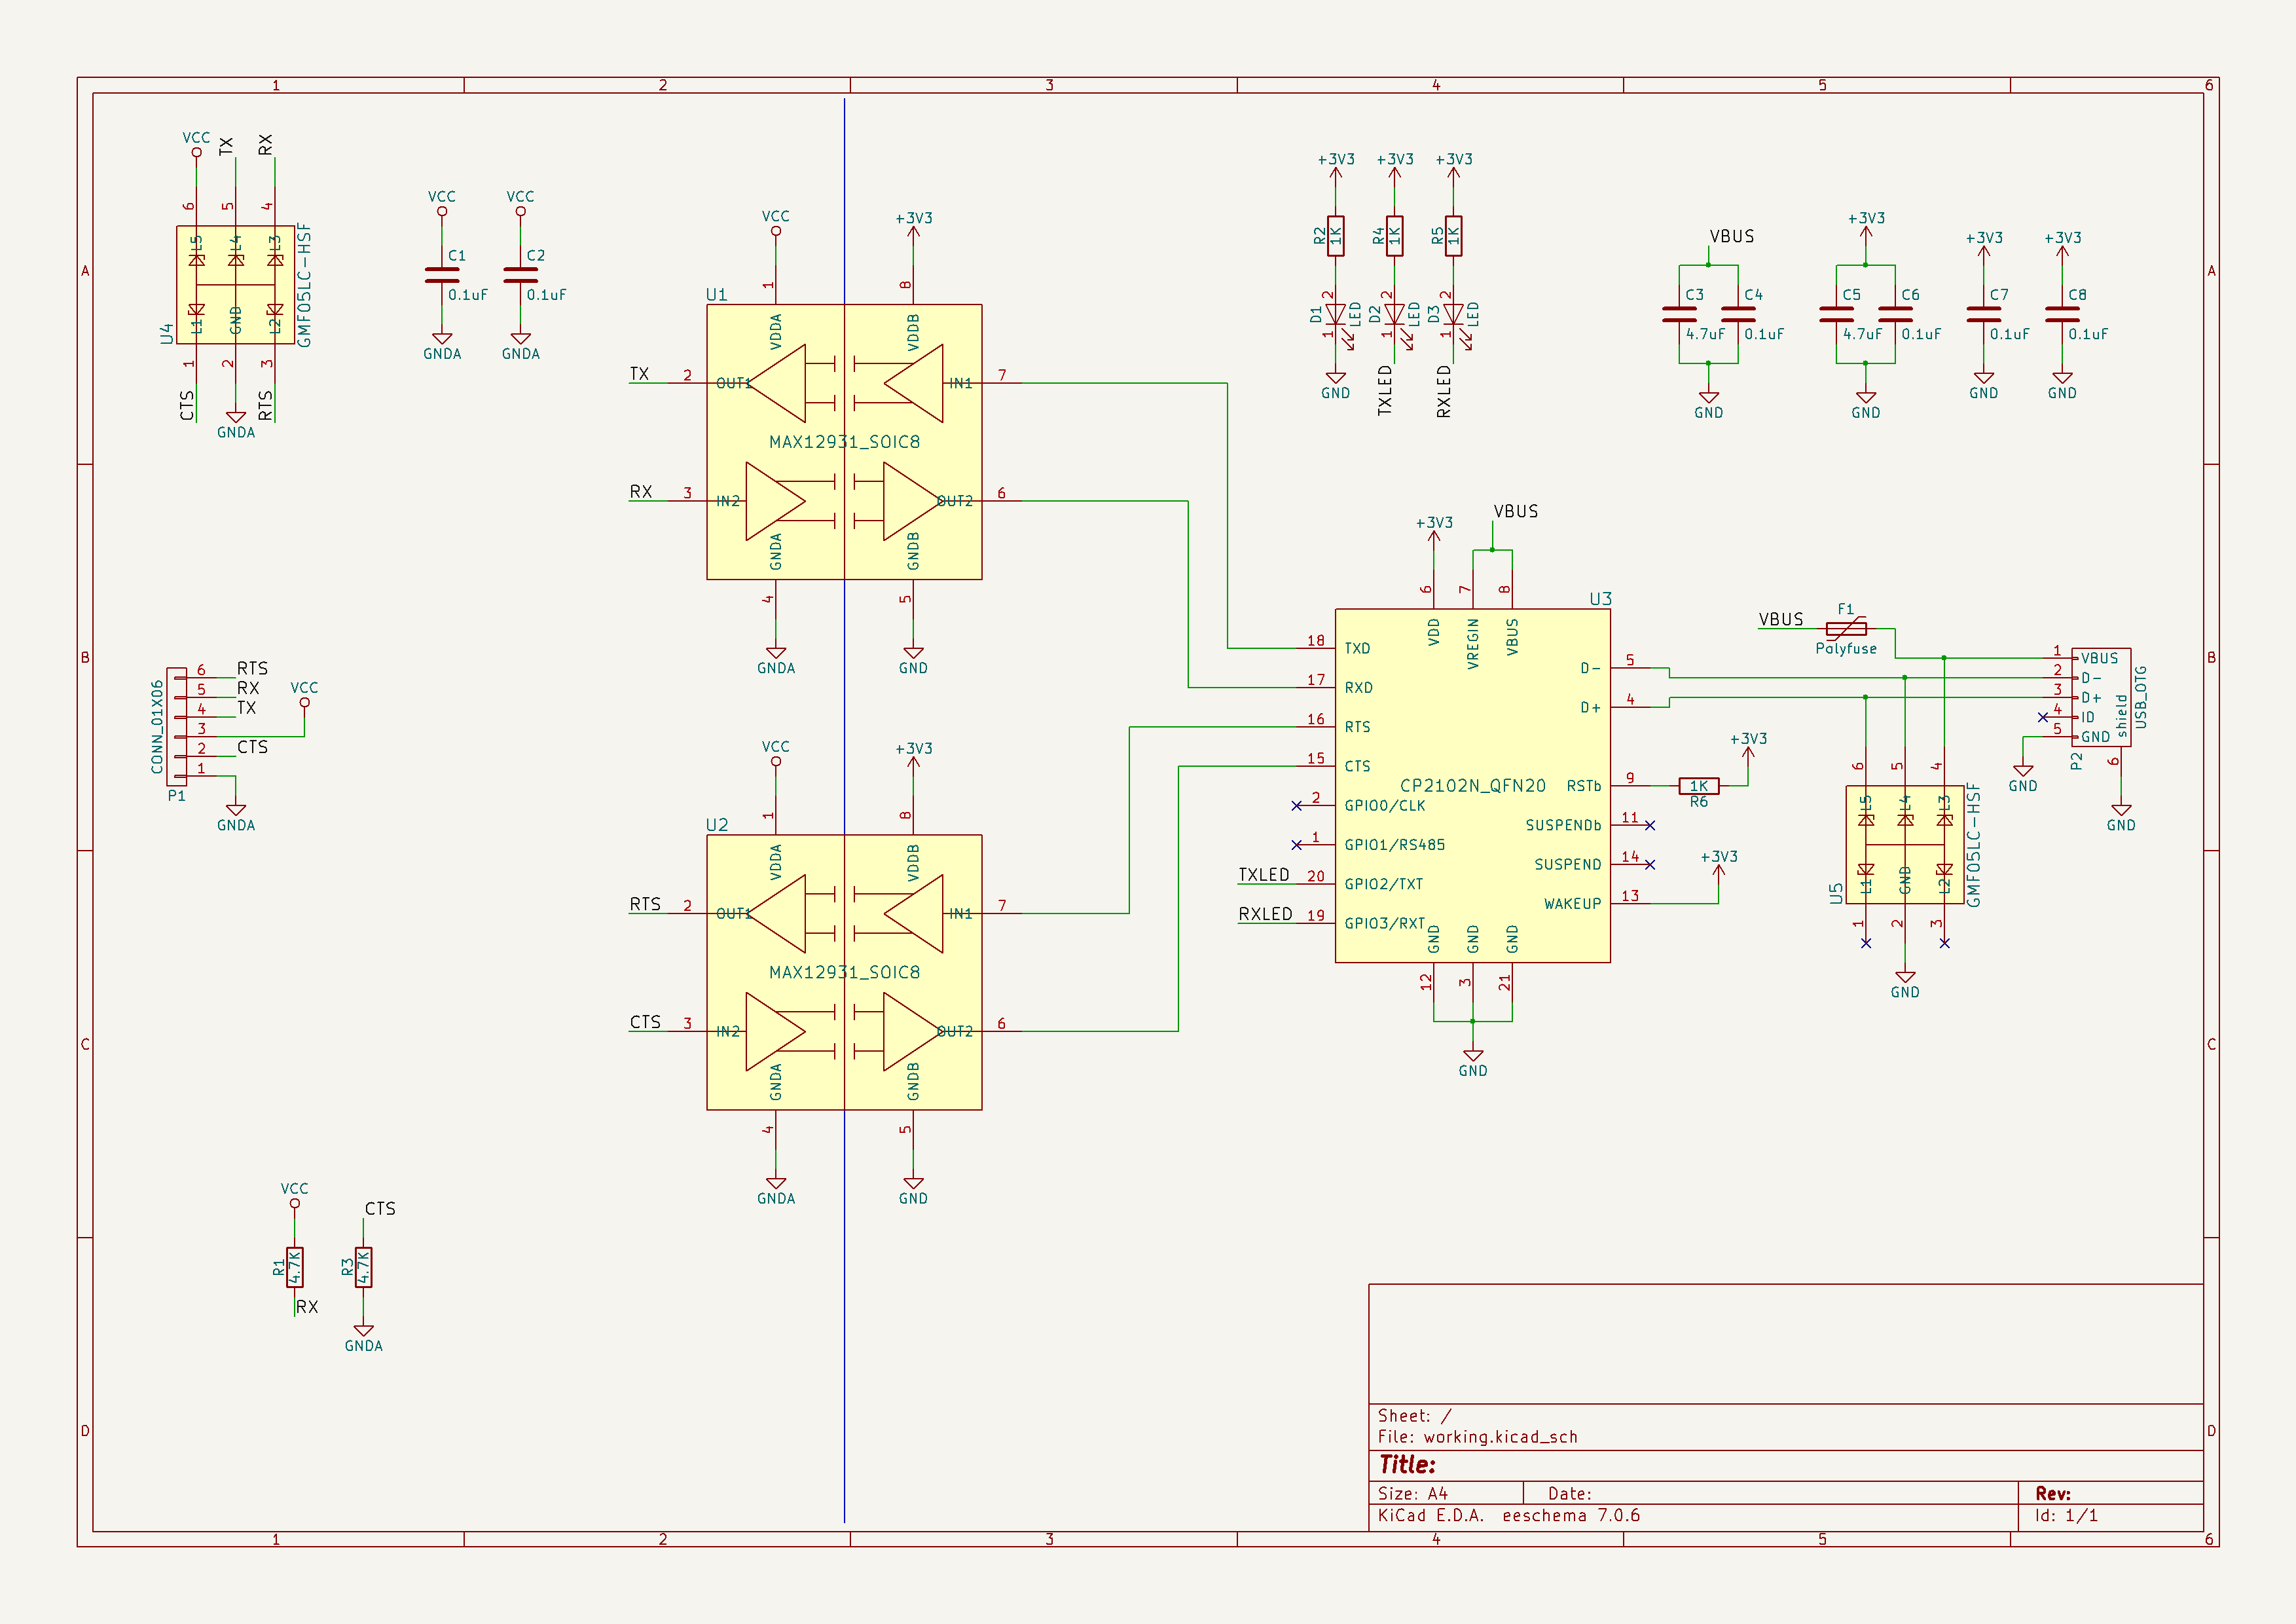 1 2 3 4 5 6
A
B
C
D
VCC TX RX
6 5 4
L5 L4 L3
L1 GND L2
U4
GMF05LC-HSF
1 2 3
CTS GNDA RTS
VCC
C1
0.1uF
GNDA
VCC
C2
0.1uF
GNDA
VCC +3V3
1 8
U1
VDDA VDDB
TX 2 OUT1 IN1 7
MAX12931_SOIC8
RX 3 IN2 OUT2 6
GNDA GNDB
4 5
GNDA GND
+3V3 +3V3 +3V3
R2 1K R4 1K R5 1K
2 2 2
D1 LED D2 LED D3 LED
1 1 1
GND TXLED RXLED
VBUS
C3 C4
4.7uF 0.1uF
GND
+3V3
C5 C6
4.7uF 0.1uF
GND
+3V3
C7
0.1uF
GND
+3V3
C8
0.1uF
GND
CONN_01X06
6 RTS
5 RX
4 TX
3 VCC
2 CTS
1
P1
GNDA
VCC +3V3
1 8
U2
VDDA VDDB
RTS 2 OUT1 IN1 7
MAX12931_SOIC8
CTS 3 IN2 OUT2 6
GNDA GNDB
4 5
GNDA GND
+3V3 VBUS
6 7 8
U3
VDD VREGIN VBUS
18 TXD
17 RXD
16 RTS
15 CTS
2 GPIO0/CLK
1 GPIO1/RS485
TXLED 20 GPIO2/TXT
RXLED 19 GPIO3/RXT
CP2102N_QFN20
D- 5
D+ 4
RSTb 9
1K
R6
+3V3
SUSPENDb 11
SUSPEND 14
WAKEUP 13
+3V3
GND GND GND
12 3 21
GND
VBUS
F1
Polyfuse
1 VBUS
2 D-
3 D+
4 ID
5 GND
shield
USB_OTG
P2
6
GND
GND
6 5 4
L5 L4 L3
L1 GND L2
U5
GMF05LC-HSF
1 2 3
GND
VCC
R1 4.7K
RX
CTS
R3 4.7K
GNDA
Sheet: /
File: working.kicad_sch
Title:
Size: A4 Date: Rev:
KiCad E.D.A. eeschema 7.0.6 Id: 1/1
1 2 3 4 5 6
A
B
C
D